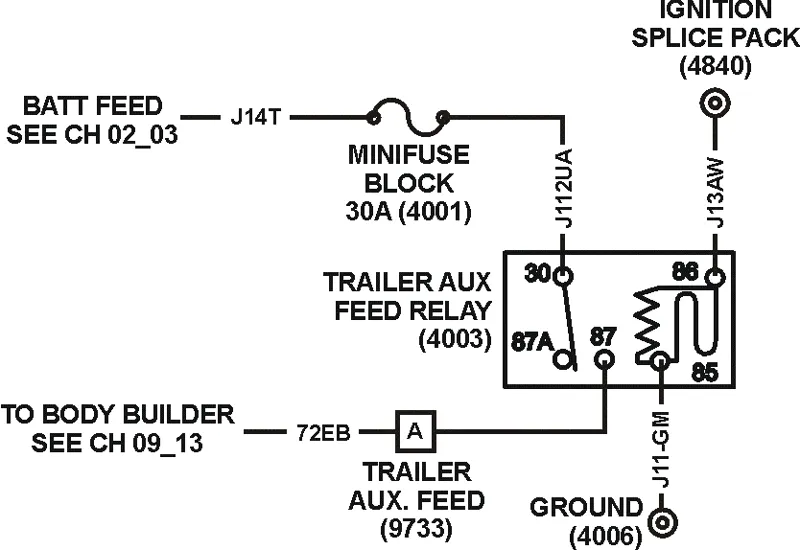 IGNITION
SPLICE PACK
(4840)
BATT FEED
SEE CH 02_03
J14T
MINIFUSE
BLOCK
30A (4001)
J112UA
J13AW
TRAILER AUX
FEED RELAY
(4003)
30
86
87A
87
85
TO BODY BUILDER
SEE CH 09_13
72EB
A
TRAILER
AUX. FEED
(9733)
J11-GM
GROUND
(4006)